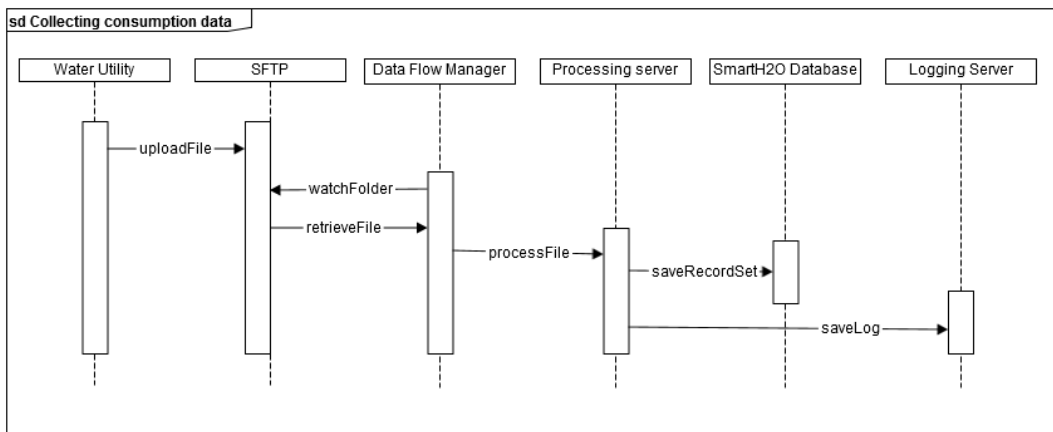 sd Collecting consumption data
Water Utility
SFTP
Data Flow Manager
Processing server
SmartH2O Database
Logging Server
uploadFile
watchFolder
retrieveFile
processFile
saveRecordSet
saveLog